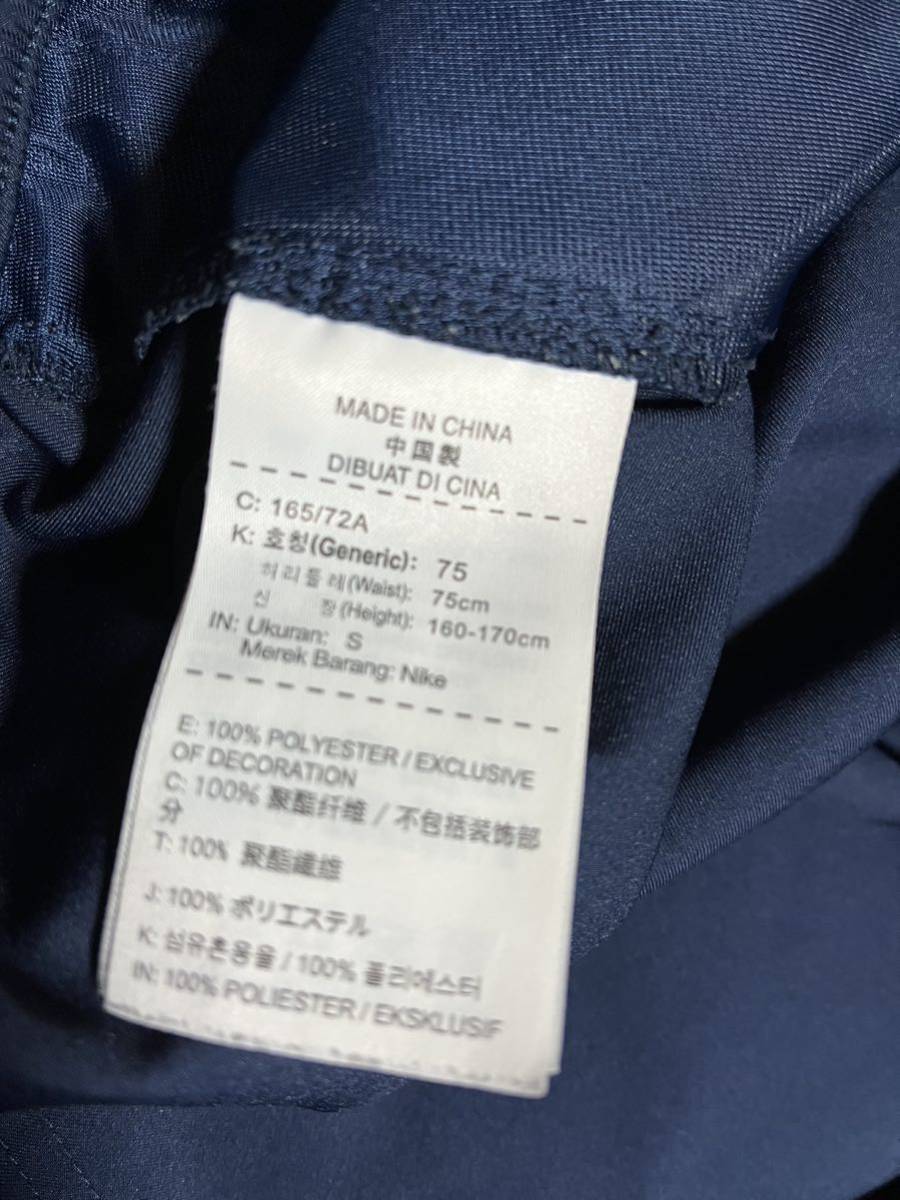 MADE IN CHINA
中国製
DIBUAT DI CINA
C: 165/72A
K: 호칭(Generic): 75
허리둘레(Waist): 75cm
신 장(Height): 160-170cm
IN: Ukuran: S
Merek Barang: Nike
E: 100% POLYESTER / EXCLUSIVE
OF DECORATION
C: 100% 聚酯纤维 / 不包括装饰部
分
T: 100% 聚酯纖維
J: 100% ポリエステル
K: 섬유혼용율 / 100% 폴리에스터
IN: 100% POLIESTER / EKSKLUSIF